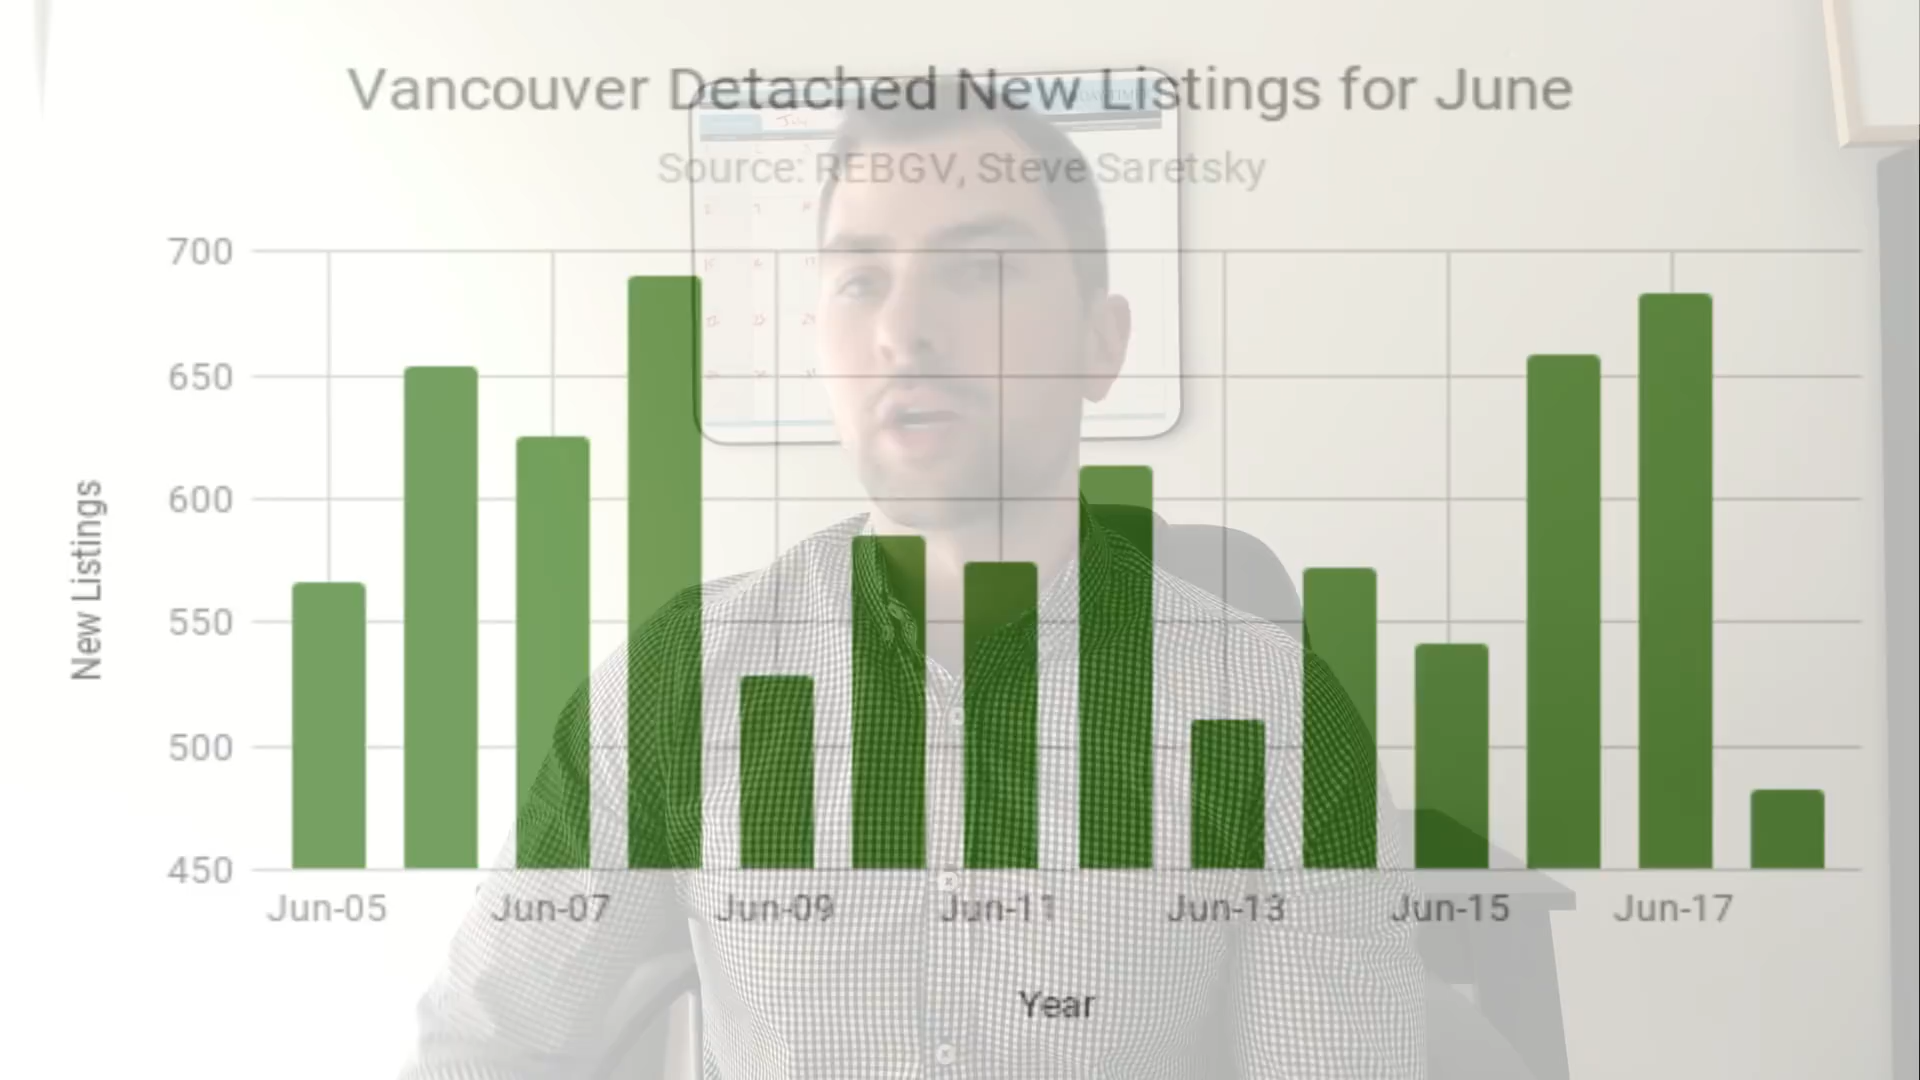 Vancouver Detached New Listings for June
Source: REBGV, Steve Saretsky
700
650
600
550
500
450
New Listings
Jun-05 Jun-07 Jun-09 Jun-11 Jun-13 Jun-15 Jun-17
Year